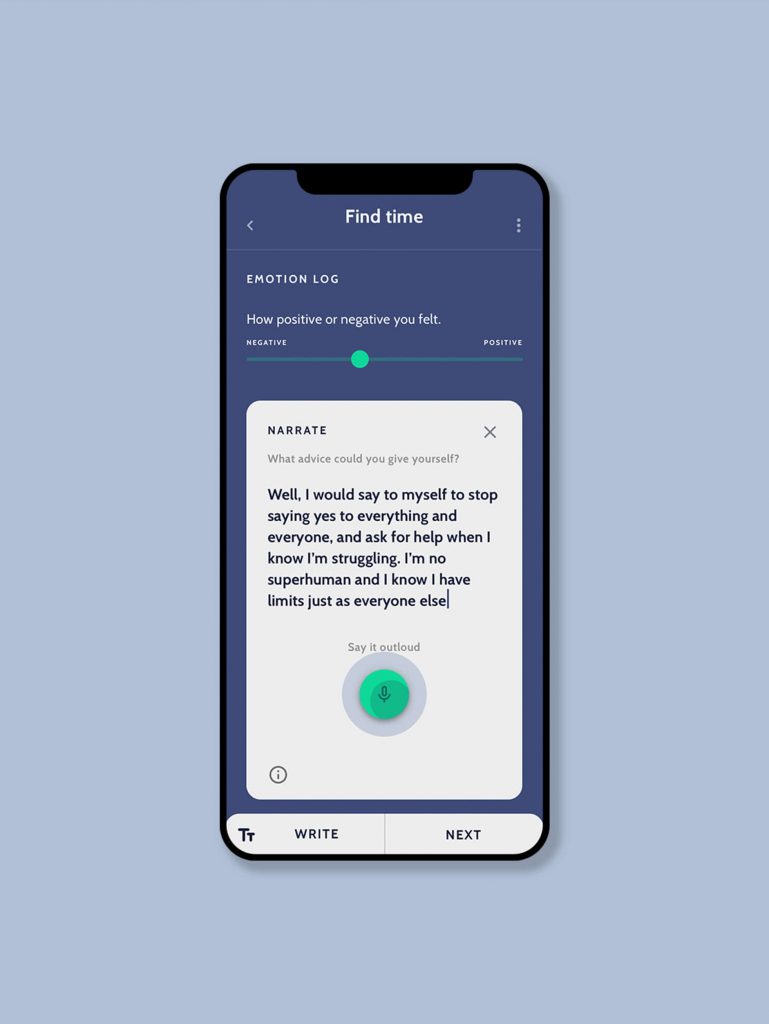 Find time
EMOTION LOG
How positive or negative you felt.
NEGATIVE POSITIVE
NARRATE
What advice could you give yourself?
Well, I would say to myself to stop
saying yes to everything and
everyone, and ask for help when I
know I'm struggling. I'm no
superhuman and I know I have
limits just as everyone else
Say it outloud
TT WRITE NEXT